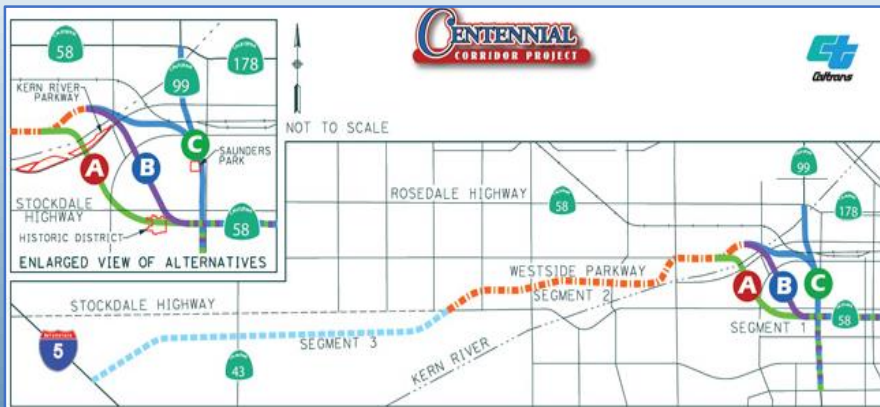 CENTENNIAL
CORRIDOR PROJECT
Caltrans
NOT TO SCALE
58
99
178
KERN RIVER
PARKWAY
A
B
C
SAUNDERS
PARK
STOCKDALE
HIGHWAY
HISTORIC DISTRICT
58
ENLARGED VIEW OF ALTERNATIVES
ROSEDALE HIGHWAY
58
99
178
WESTSIDE PARKWAY
SEGMENT 2
A
B
C
STOCKDALE HIGHWAY
SEGMENT 1
58
SEGMENT 3
KERN RIVER
5
43